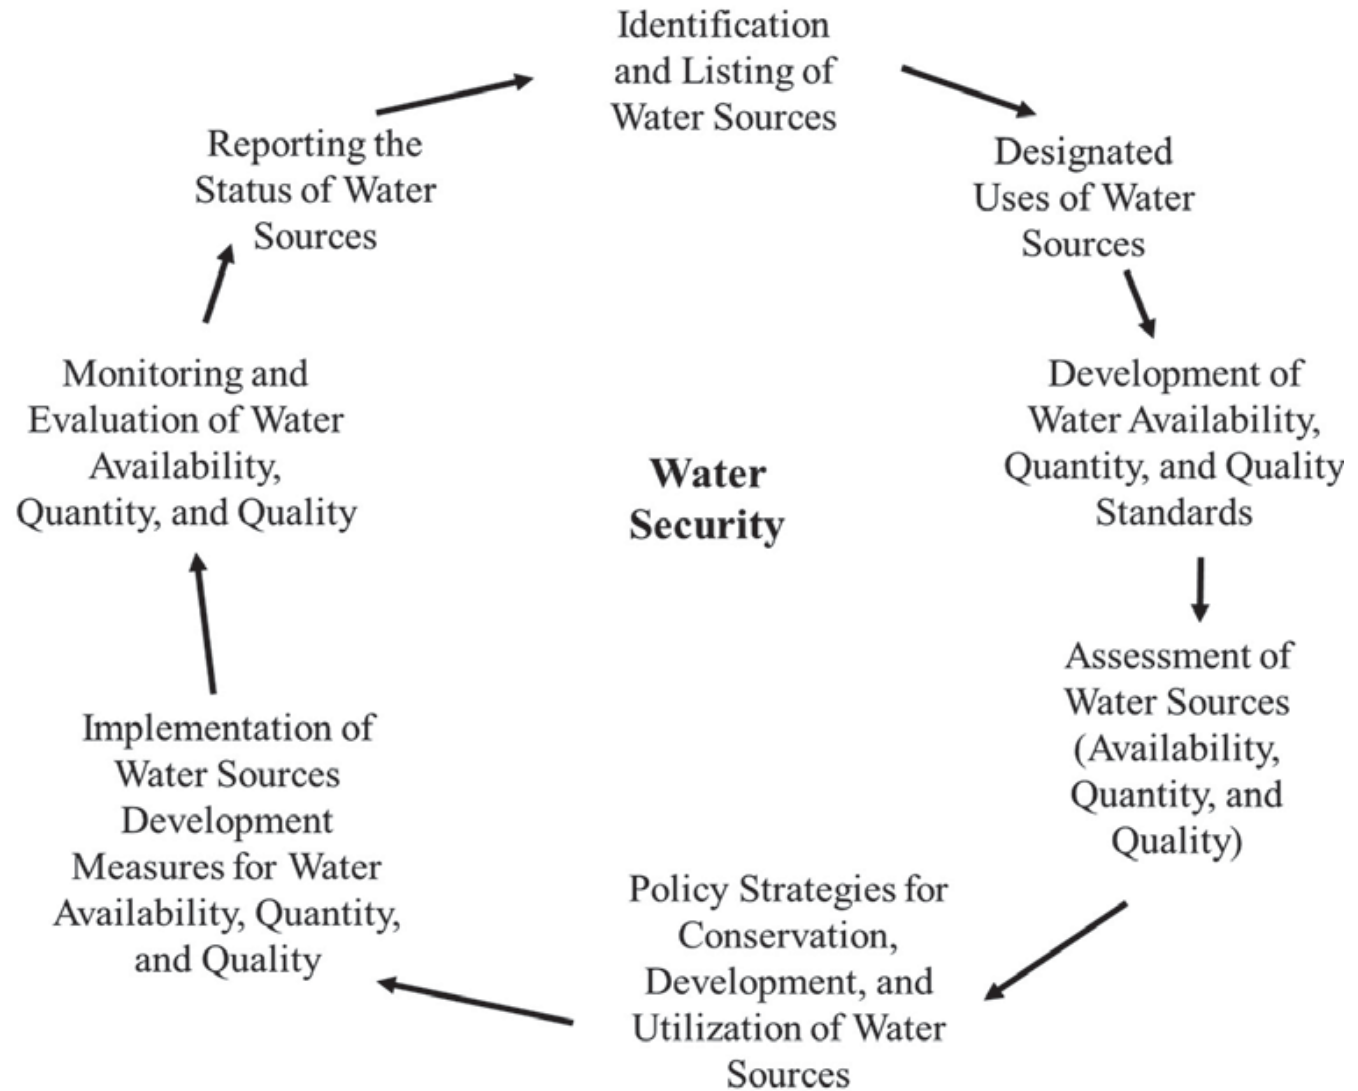 Identification
and Listing of
Water Sources
Designated
Uses of Water
Sources
Development of
Water Availability,
Quantity, and Quality
Standards
Assessment of
Water Sources
(Availability,
Quantity, and
Quality)
Policy Strategies for
Conservation,
Development, and
Utilization of Water
Sources
Implementation of
Water Sources
Development
Measures for Water
Availability, Quantity,
and Quality
Monitoring and
Evaluation of Water
Availability,
Quantity, and Quality
Reporting the
Status of Water
Sources
Water
Security